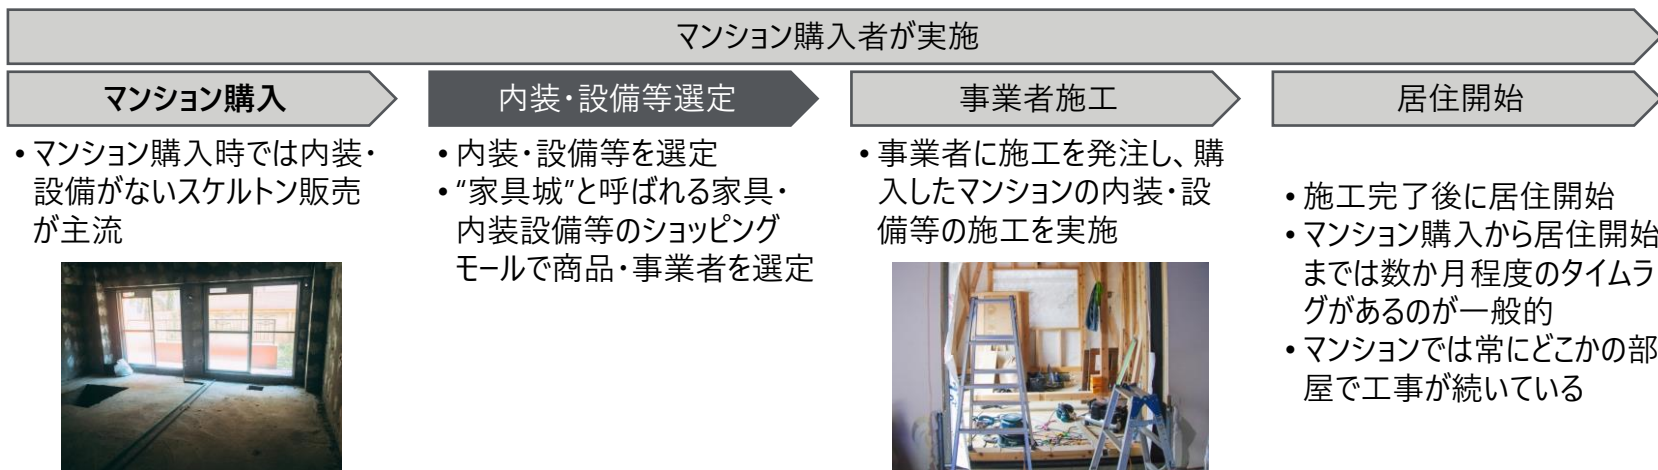 マンション購入者が実施
マンション購入
内装・設備等選定
事業者施工
居住開始
• マンション購入時では内装・
設備がないスケルトン販売
が主流
• 内装・設備等を選定
• “家具城”と呼ばれる家具・
内装設備等のショッピング
モールで商品・事業者を選定
• 事業者に施工を発注し、購
入したマンションの内装・設
備等の施工を実施
• 施工完了後に居住開始
• マンション購入から居住開始
までは数か月程度のタイムラ
グがあるのが一般的
• マンションでは常にどこかの部
屋で工事が続いている